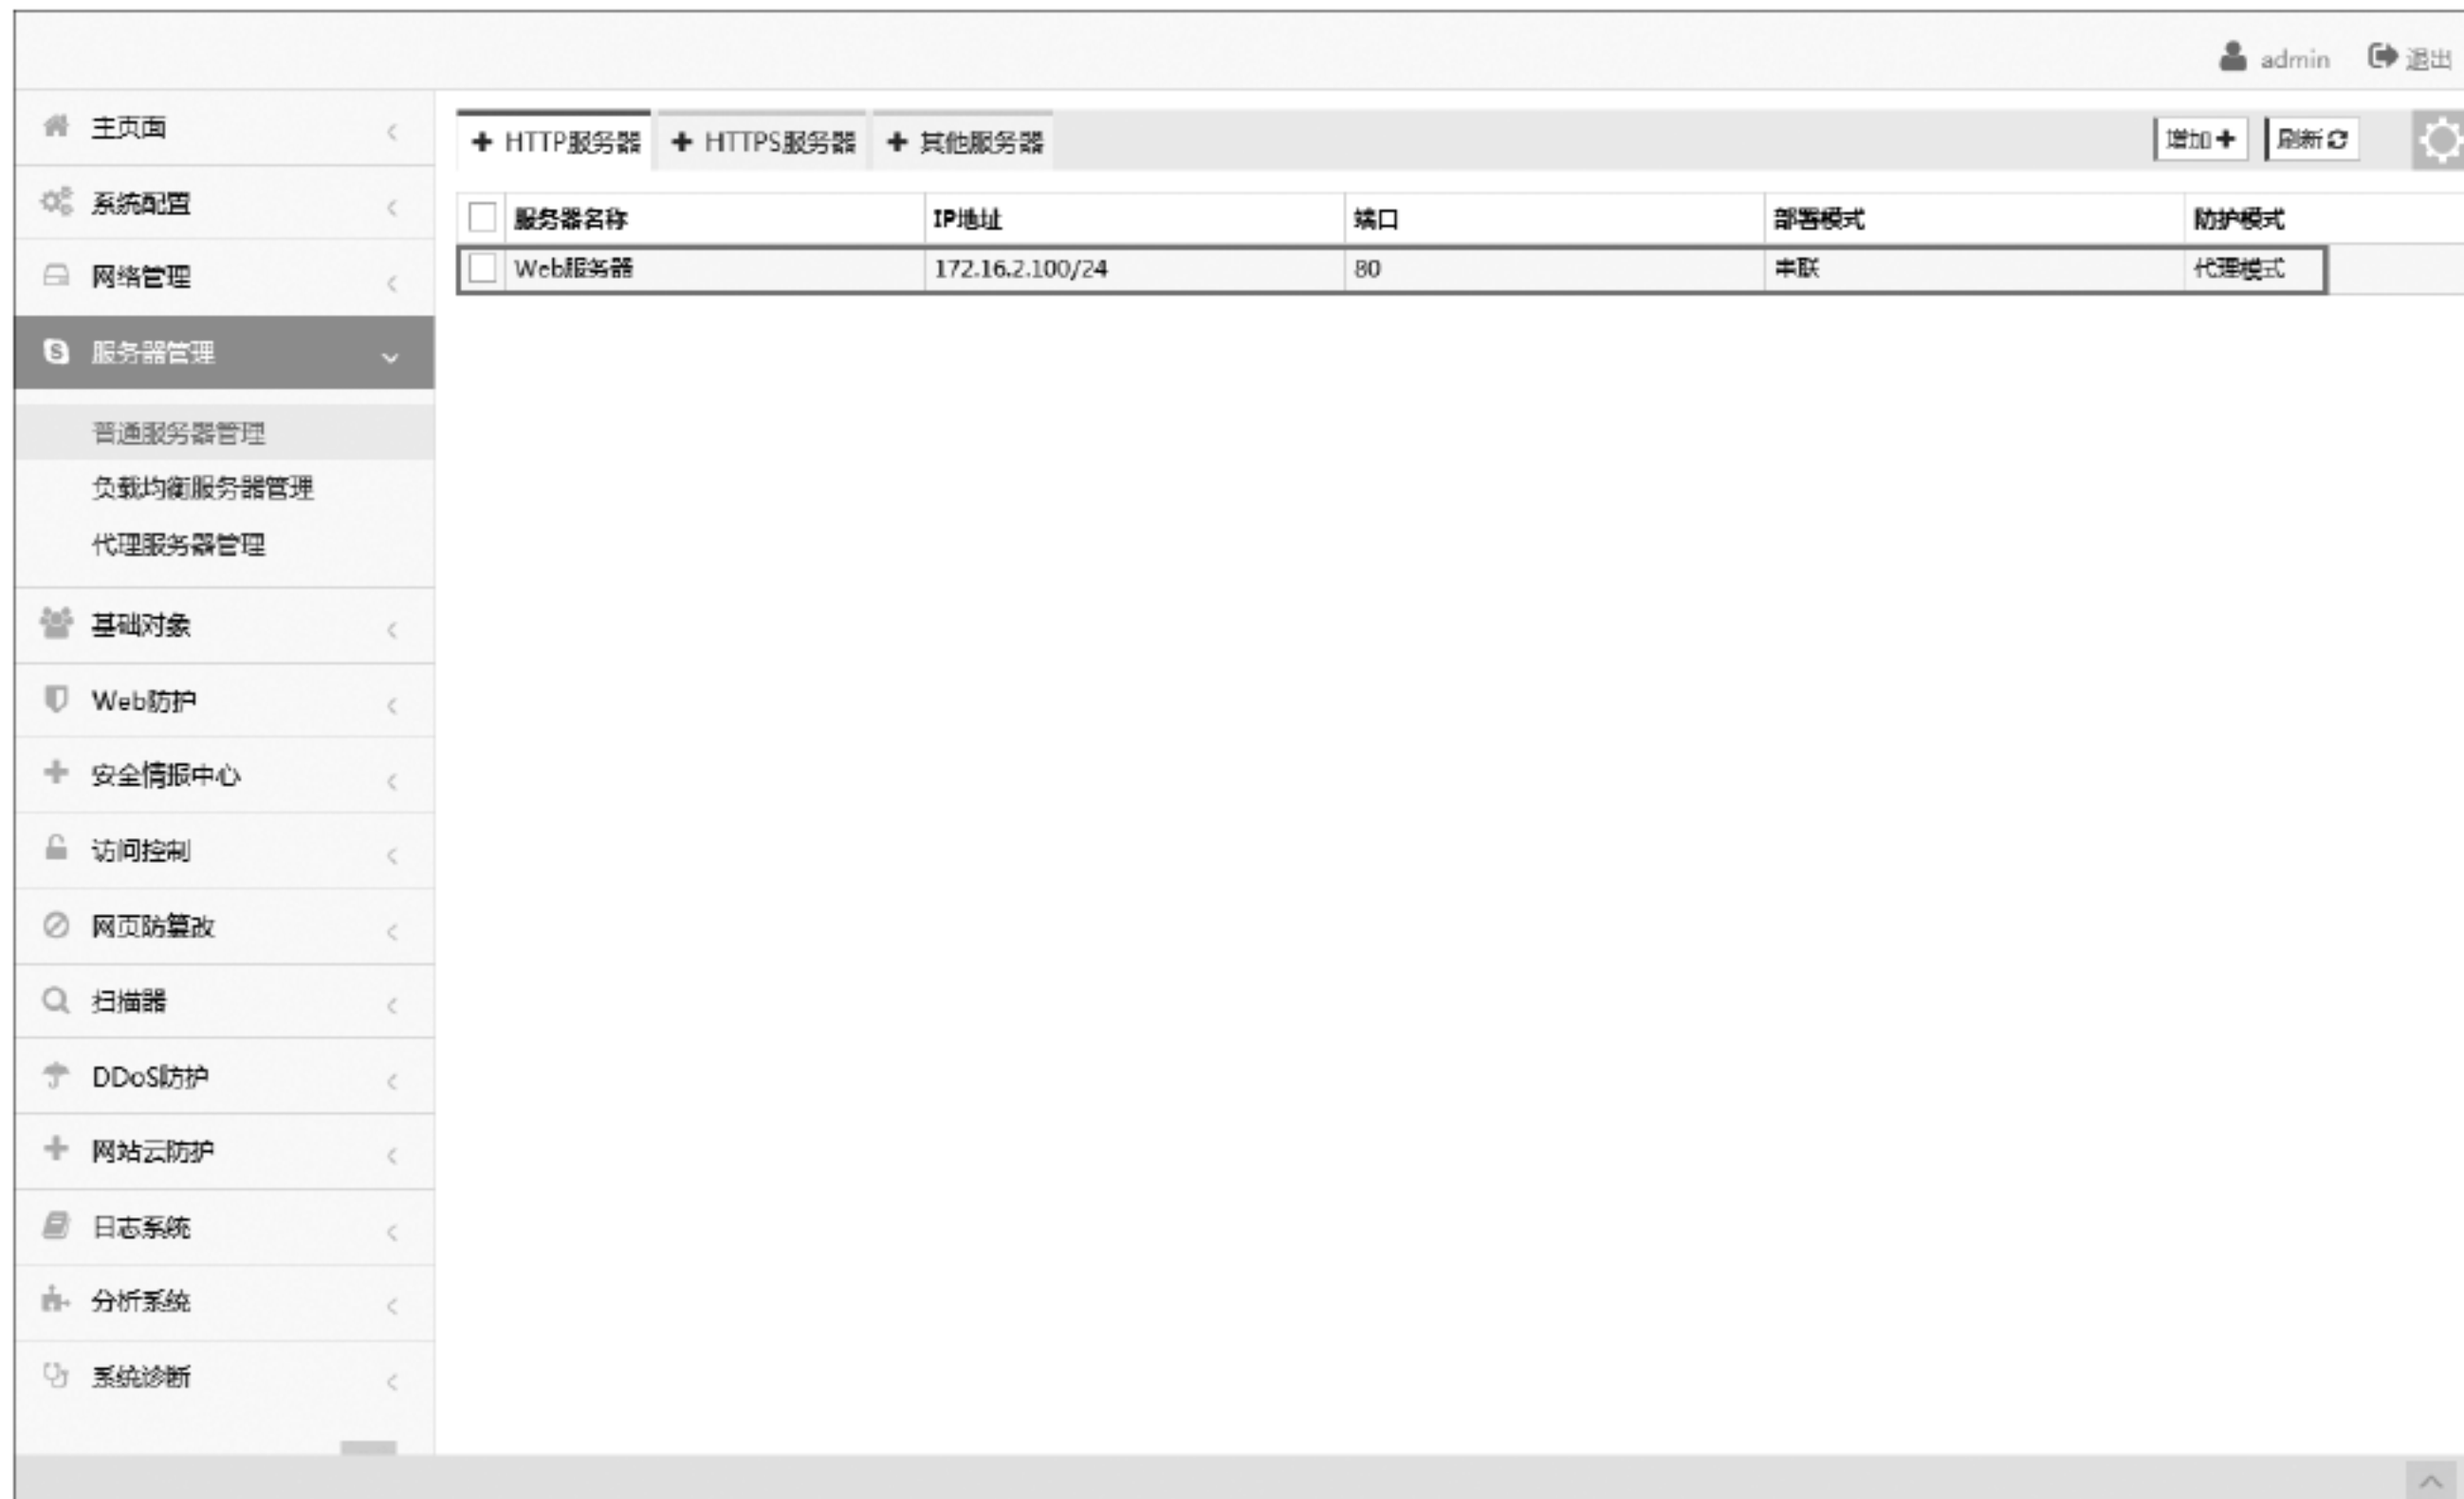 admin 退出
主页面
系统配置
网络管理
服务器管理
普通服务器管理
负载均衡服务器管理
代理服务器管理
基础对象
Web防护
安全情报中心
访问控制
网页防篡改
扫描器
DDoS防护
网站云防护
日志系统
分析系统
系统诊断
HTTP服务器 HTTPS服务器 其他服务器 增加 刷新
服务器名称 IP地址 端口 部署模式 防护模式
Web服务器 172.16.2.100/24 80 串联 代理模式